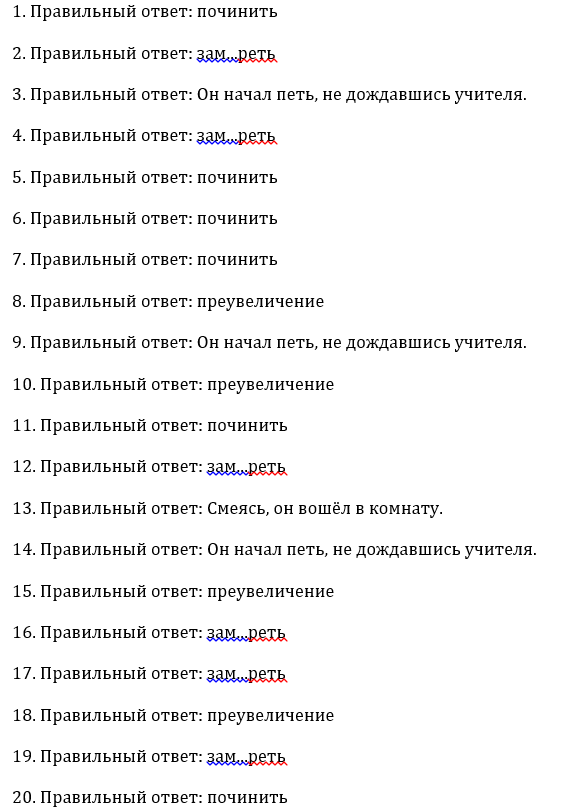 1. Правильный ответ: починить
2. Правильный ответ: зам...реть
3. Правильный ответ: Он начал петь, не дождавшись учителя.
4. Правильный ответ: зам...реть
5. Правильный ответ: починить
6. Правильный ответ: починить
7. Правильный ответ: починить
8. Правильный ответ: преувеличение
9. Правильный ответ: Он начал петь, не дождавшись учителя.
10. Правильный ответ: преувеличение
11. Правильный ответ: починить
12. Правильный ответ: зам...реть
13. Правильный ответ: Смеясь, он вошёл в комнату.
14. Правильный ответ: Он начал петь, не дождавшись учителя.
15. Правильный ответ: преувеличение
16. Правильный ответ: зам...реть
17. Правильный ответ: зам...реть
18. Правильный ответ: преувеличение
19. Правильный ответ: зам...реть
20. Правильный ответ: починить